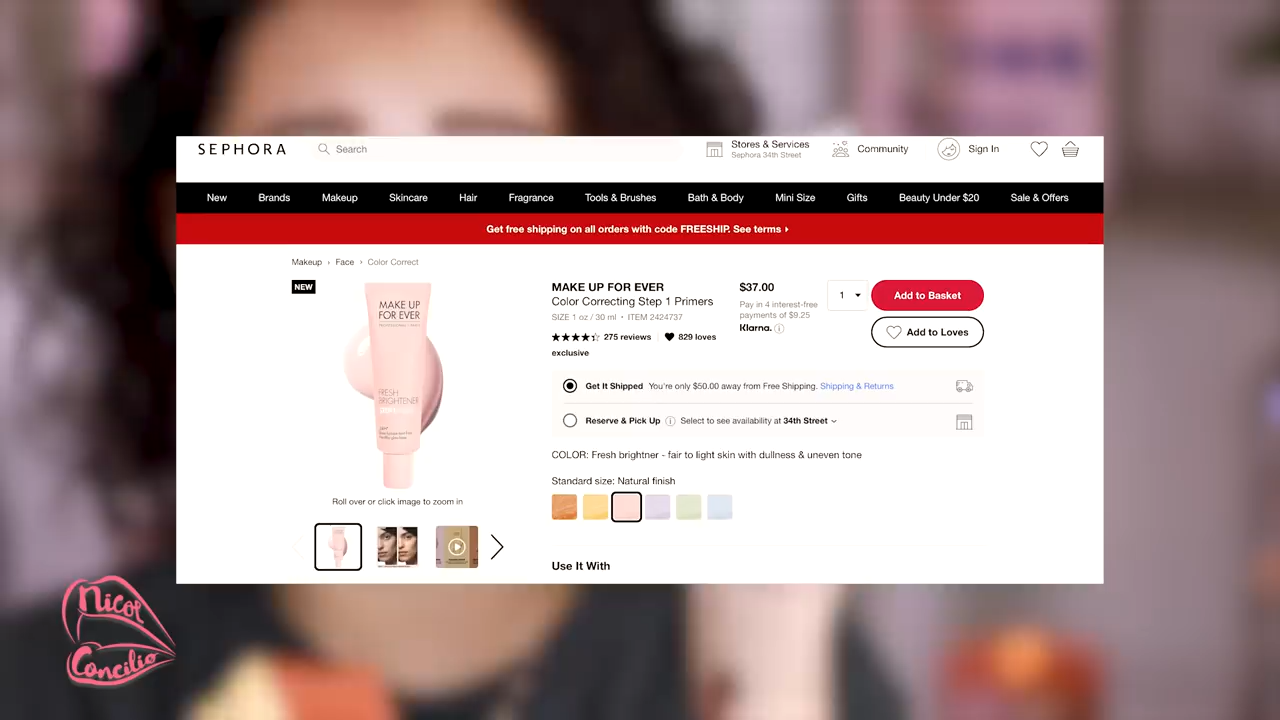 SEPHORA
Search
Stores & Services
Sephora 34th Street
Community
Sign In
New
Brands
Makeup
Skincare
Hair
Fragrance
Tools & Brushes
Bath & Body
Mini Size
Gifts
Beauty Under $20
Sale & Offers
Get free shipping on all orders with code FREESHIP. See terms
Makeup › Face › Color Correct
NEW
MAKE UP
FOR EVER
FRESH
BRIGHTENER
Roll over or click image to zoom in
MAKE UP FOR EVER
Color Correcting Step 1 Primers
SIZE 1 oz / 30 ml • ITEM 2424737
275 reviews
829 loves
exclusive
$37.00
Pay in 4 interest-free
payments of $9.25
Klarna.
1
Add to Basket
Add to Loves
Get It Shipped You're only $50.00 away from Free Shipping. Shipping & Returns
Reserve & Pick Up Select to see availability at 34th Street
COLOR: Fresh brightner - fair to light skin with dullness & uneven tone
Standard size: Natural finish
Use It With
Nicol
Concilio